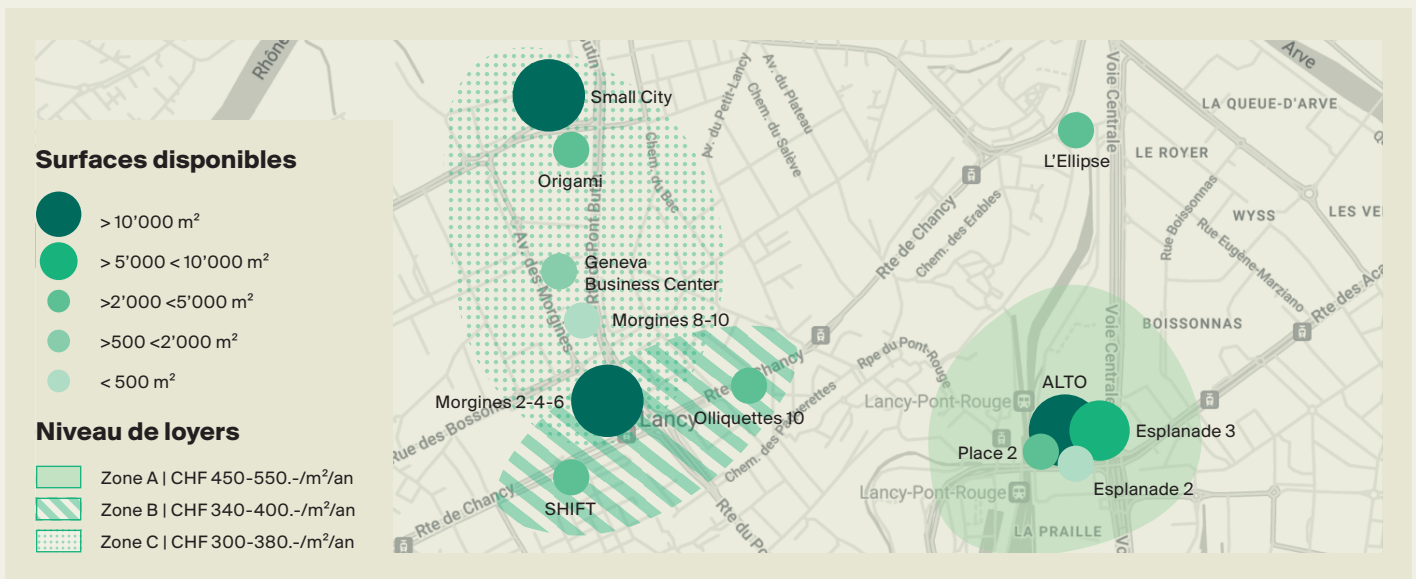 Surfaces disponibles
> 10’000 m²
> 5’000 < 10’000 m²
>2’000 <5’000 m²
>500 <2’000 m²
< 500 m²
Niveau de loyers
Zone A | CHF 450-550.-/m²/an
Zone B | CHF 340-400.-/m²/an
Zone C | CHF 300-380.-/m²/an
Rhône
Small City
Origami
Geneva
Business Center
Morgines 8-10
Morgines 2-4-6
Olliquettes 10
SHIFT
L’Ellipse
ALTO
Esplanade 3
Place 2
Esplanade 2
Av. du Petit-Lancy
Av. du Plateau
Chem. du Salève
Chem. du Bac
Av. des Morgines
Rte de Chancy
Chem. des Erables
Rte de Chancy
Lancy
Rte de Chancy
Rue des Bossons
Rpe du Pont-Rouge
Lancy-Pont-Rouge
Lancy-Pont-Rouge
LA PRAILLE
Voie Centrale
Voie Centrale
Arve
LA QUEUE-D'ARVE
LE ROYER
WYSS
BOISSONNAS
Rue Boissonnas
Rue Eugène-Marziano